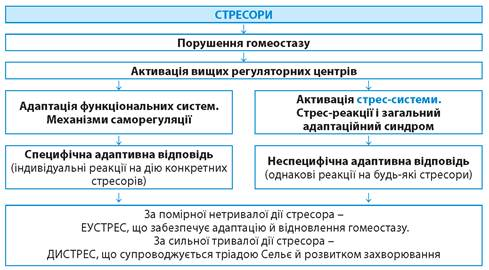 СТРЕСОРИ
Порушення гомеостазу
Активація вищих регуляторних центрів
Адаптація функціональних систем.
Механізми саморегуляції
Активація стрес-системи.
Стрес-реакції і загальний
адаптаційний синдром
Специфічна адаптивна відповідь
(індивідуальні реакції на дію конкретних
стресорів)
Неспецифічна адаптивна відповідь
(однакові реакції на будь-які стресори)
За помірної нетривалої дії стресора –
ЕУСТРЕС, що забезпечує адаптацію й відновлення гомеостазу.
За сильної тривалої дії стресора –
ДИСТРЕС, що супроводжується тріадою Сельє й розвитком захворювання